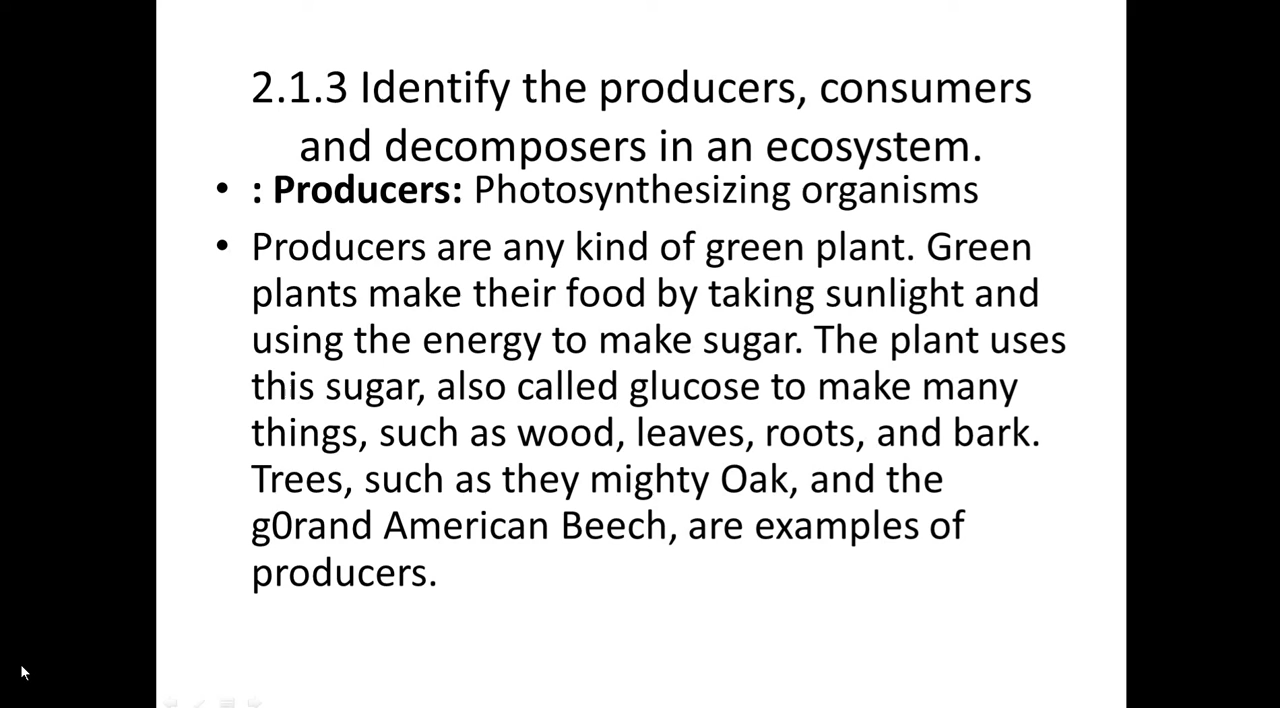 2.1.3 Identify the producers, consumers
and decomposers in an ecosystem.
• : Producers: Photosynthesizing organisms
• Producers are any kind of green plant. Green
plants make their food by taking sunlight and
using the energy to make sugar. The plant uses
this sugar, also called glucose to make many
things, such as wood, leaves, roots, and bark.
Trees, such as they mighty Oak, and the
g0rand American Beech, are examples of
producers.